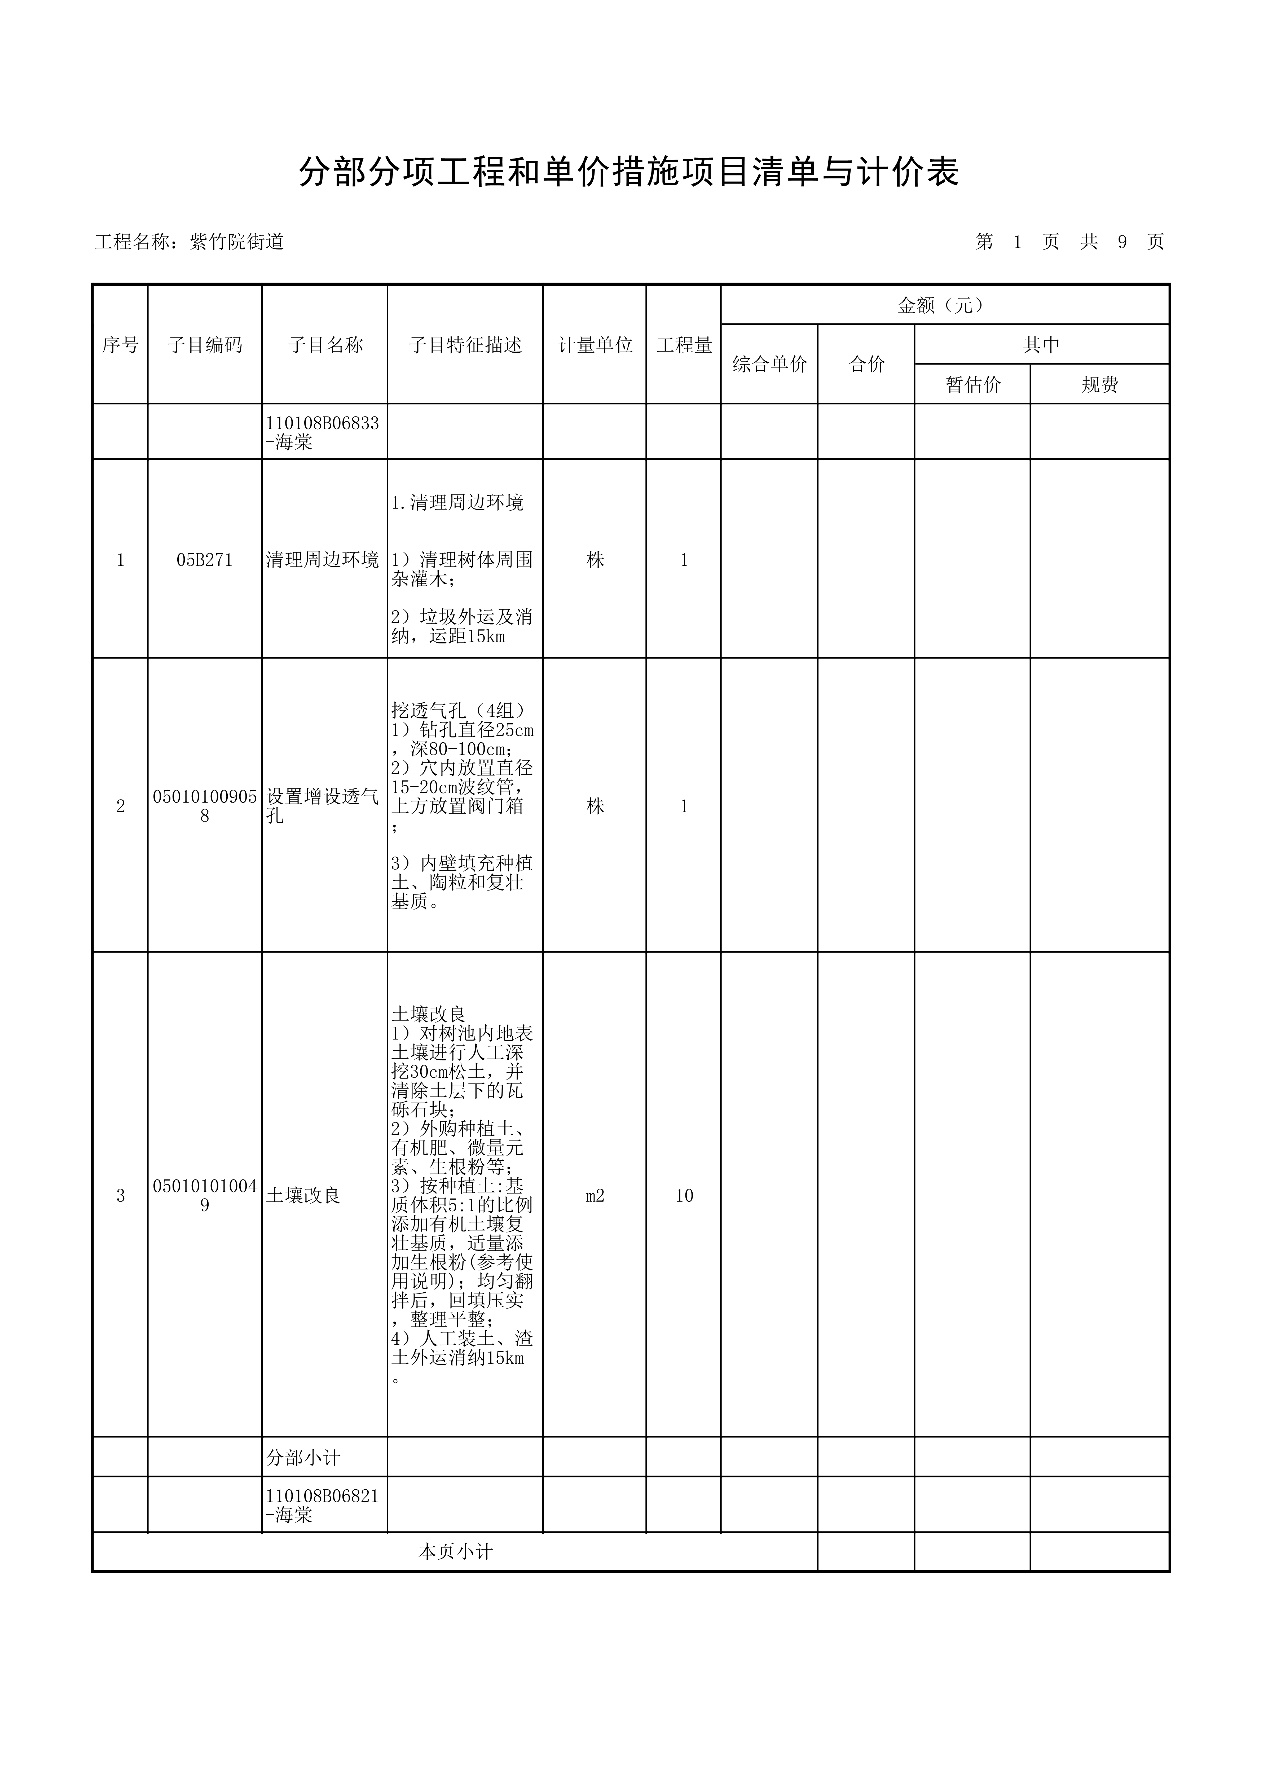 分部分项工程和单价措施项目清单与计价表
工程名称：紫竹院街道
第 1 页 共 9 页
序号
子目编码
子目名称
子目特征描述
计量单位
工程量
金额（元）
综合单价
合价
其中
暂估价
规费
110108B06833
-海棠
1
05B271
清理周边环境
1.清理周边环境
1）清理树体周围
杂灌木；
2）垃圾外运及消
纳，运距15km
株
1
2
05010100905
8
设置增设透气
孔
挖透气孔（4组）
1）钻孔直径25cm
，深80-100cm；
2）穴内放置直径
15-20cm波纹管，
上方放置阀门箱
；
3）内壁填充种植
土、陶粒和复壮
基质。
株
1
3
05010101004
9
土壤改良
土壤改良
1）对树池内地表
土壤进行人工深
挖30cm松土，并
清除土层下的瓦
砾石块；
2）外购种植土、
有机肥、微量元
素、生根粉等；
3）按种植土:基
质体积5:1的比例
添加有机土壤复
壮基质，适量添
加生根粉(参考使
用说明)；均匀翻
拌后，回填压实
，整理平整；
4）人工装土、渣
土外运消纳15km
。
m2
10
分部小计
110108B06821
-海棠
本页小计